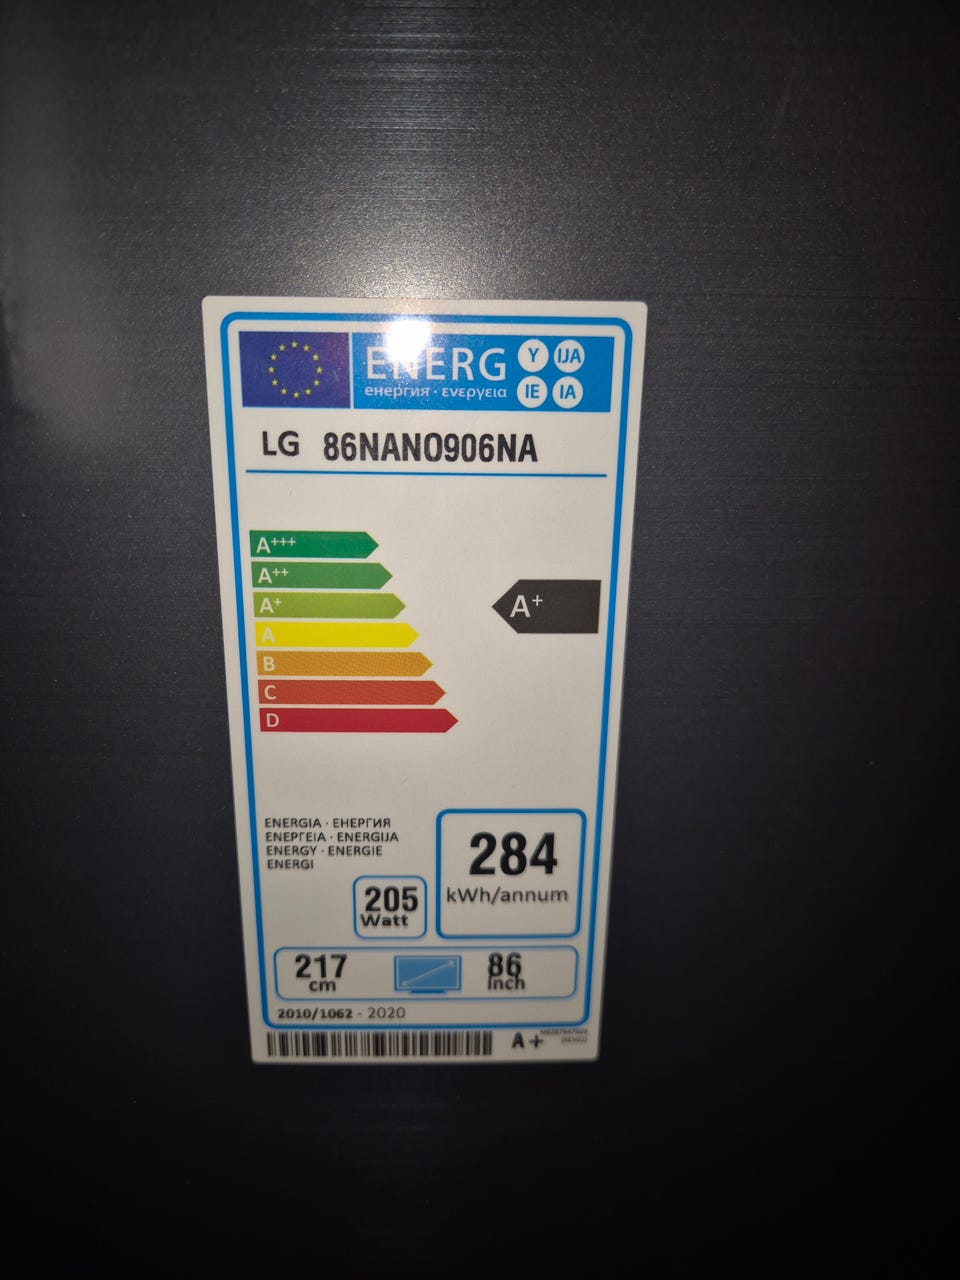 ENERG Y IJA
енергия · ενεργεια IE IA
LG 86NANO906NA
A+++
A++
A+
A+
A
B
C
D
ENERGIA · ЕНЕРГИЯ
ΕΝΕΡΓΕΙΑ · ENERGIJA
ENERGY · ENERGIE
ENERGI
284
kWh/annum
205
Watt
217
cm
86
inch
2010/1062 - 2020
A+